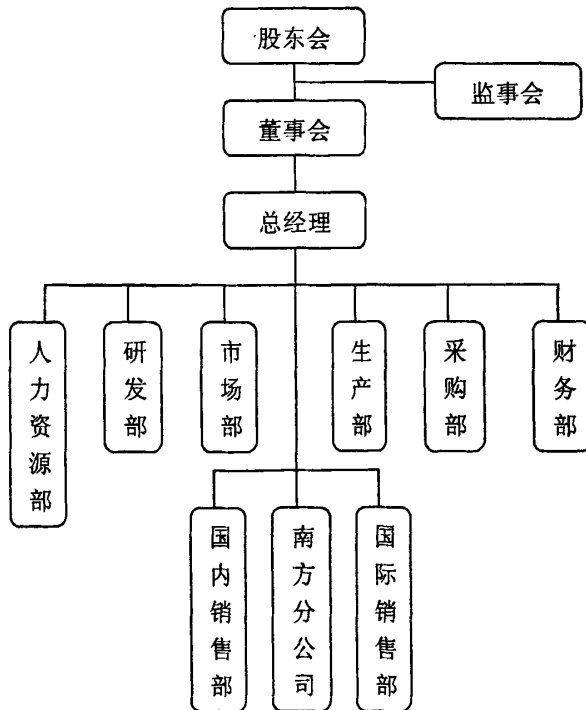 股东会
监事会
董事会
总经理
人力资源部
研发部
市场部
生产部
采购部
财务部
国内销售部
南方分公司
国际销售部